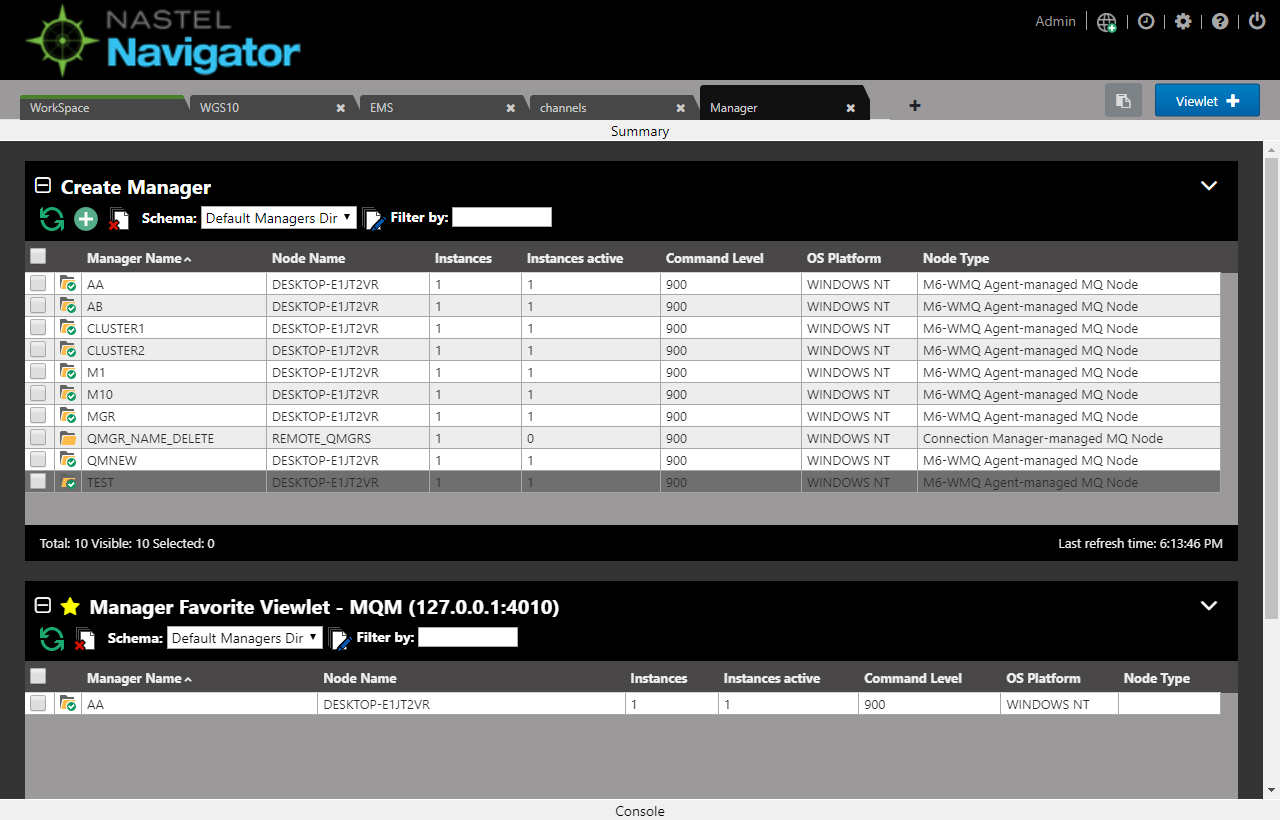 NASTEL
Navigator
Admin
WorkSpace WGS10 EMS channels Manager Viewlet
Summary
Create Manager
Schema: Default Managers Dir Filter by:
Manager Name Node Name Instances Instances active Command Level OS Platform Node Type
AA DESKTOP-E1JT2VR 1 1 900 WINDOWS NT M6-WMQ Agent-managed MQ Node
AB DESKTOP-E1JT2VR 1 1 900 WINDOWS NT M6-WMQ Agent-managed MQ Node
CLUSTER1 DESKTOP-E1JT2VR 1 1 900 WINDOWS NT M6-WMQ Agent-managed MQ Node
CLUSTER2 DESKTOP-E1JT2VR 1 1 900 WINDOWS NT M6-WMQ Agent-managed MQ Node
M1 DESKTOP-E1JT2VR 1 1 900 WINDOWS NT M6-WMQ Agent-managed MQ Node
M10 DESKTOP-E1JT2VR 1 1 900 WINDOWS NT M6-WMQ Agent-managed MQ Node
MGR DESKTOP-E1JT2VR 1 1 900 WINDOWS NT M6-WMQ Agent-managed MQ Node
QMGR_NAME_DELETE REMOTE_QMGRS 1 0 900 WINDOWS NT Connection Manager-managed MQ Node
QMNEW DESKTOP-E1JT2VR 1 1 900 WINDOWS NT M6-WMQ Agent-managed MQ Node
TEST DESKTOP-E1JT2VR 1 1 900 WINDOWS NT M6-WMQ Agent-managed MQ Node
Total: 10 Visible: 10 Selected: 0 Last refresh time: 6:13:46 PM
Manager Favorite Viewlet - MQM (127.0.0.1:4010)
Schema: Default Managers Dir Filter by:
Manager Name Node Name Instances Instances active Command Level OS Platform Node Type
AA DESKTOP-E1JT2VR 1 1 900 WINDOWS NT
Console